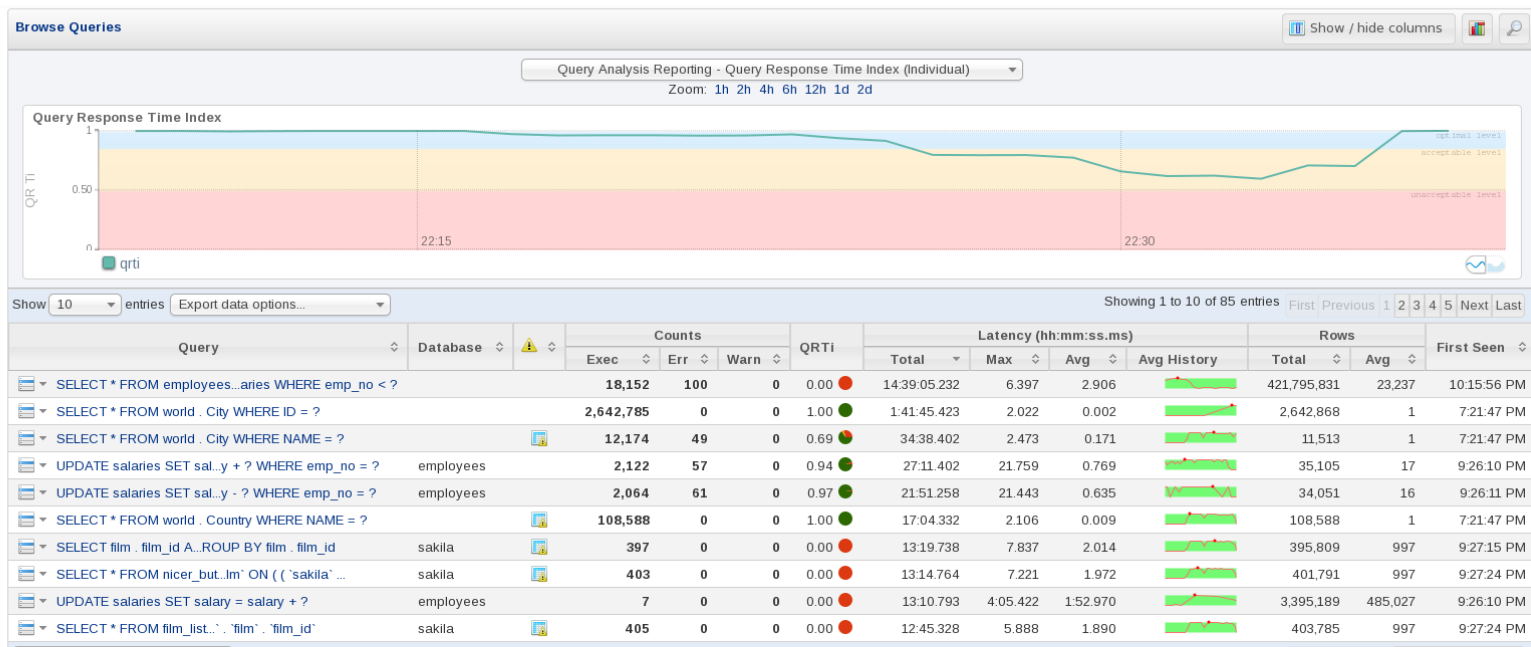 Browse Queries
Show / hide columns
Query Analysis Reporting - Query Response Time Index (Individual)
Zoom: 1h 2h 4h 6h 12h 1d 2d
Query Response Time Index
1
optimal level
acceptable level
QR Ti
0.50
unacceptable level
22:15
22:30
0
qrti
Show 10 entries Export data options... Showing 1 to 10 of 85 entries First Previous 1 2 3 4 5 Next Last
Counts Latency (hh:mm:ss.ms) Rows
Query Database QRTi First Seen
Exec Err Warn Total Max Avg Avg History Total Avg
SELECT * FROM employees...aries WHERE emp_no < ? 18,152 100 0 0.00 14:39:05.232 6.397 2.906 421,795,831 23,237 10:15:56 PM
SELECT * FROM world . City WHERE ID = ? 2,642,785 0 0 1.00 1:41:45.423 2.022 0.002 2,642,868 1 7:21:47 PM
SELECT * FROM world . City WHERE NAME = ? 12,174 49 0 0.69 34:38.402 2.473 0.171 11,513 1 7:21:47 PM
UPDATE salaries SET sal...y + ? WHERE emp_no = ? employees 2,122 57 0 0.94 27:11.402 21.759 0.769 35,105 17 9:26:10 PM
UPDATE salaries SET sal...y - ? WHERE emp_no = ? employees 2,064 61 0 0.97 21:51.258 21.443 0.635 34,051 16 9:26:11 PM
SELECT * FROM world . Country WHERE NAME = ? 108,588 0 0 1.00 17:04.332 2.106 0.009 108,588 1 7:21:47 PM
SELECT film . film_id A...ROUP BY film . film_id sakila 397 0 0 0.00 13:19.738 7.837 2.014 395,809 997 9:27:15 PM
SELECT * FROM nicer_but...lm` ON ( ( `sakila` ... sakila 403 0 0 0.00 13:14.764 7.221 1.972 401,791 997 9:27:24 PM
UPDATE salaries SET salary = salary + ? employees 7 0 0 0.00 13:10.793 4:05.422 1:52.970 3,395,189 485,027 9:26:10 PM
SELECT * FROM film_list...` . `film` . `film_id` sakila 405 0 0 0.00 12:45.328 5.888 1.890 403,785 997 9:27:24 PM